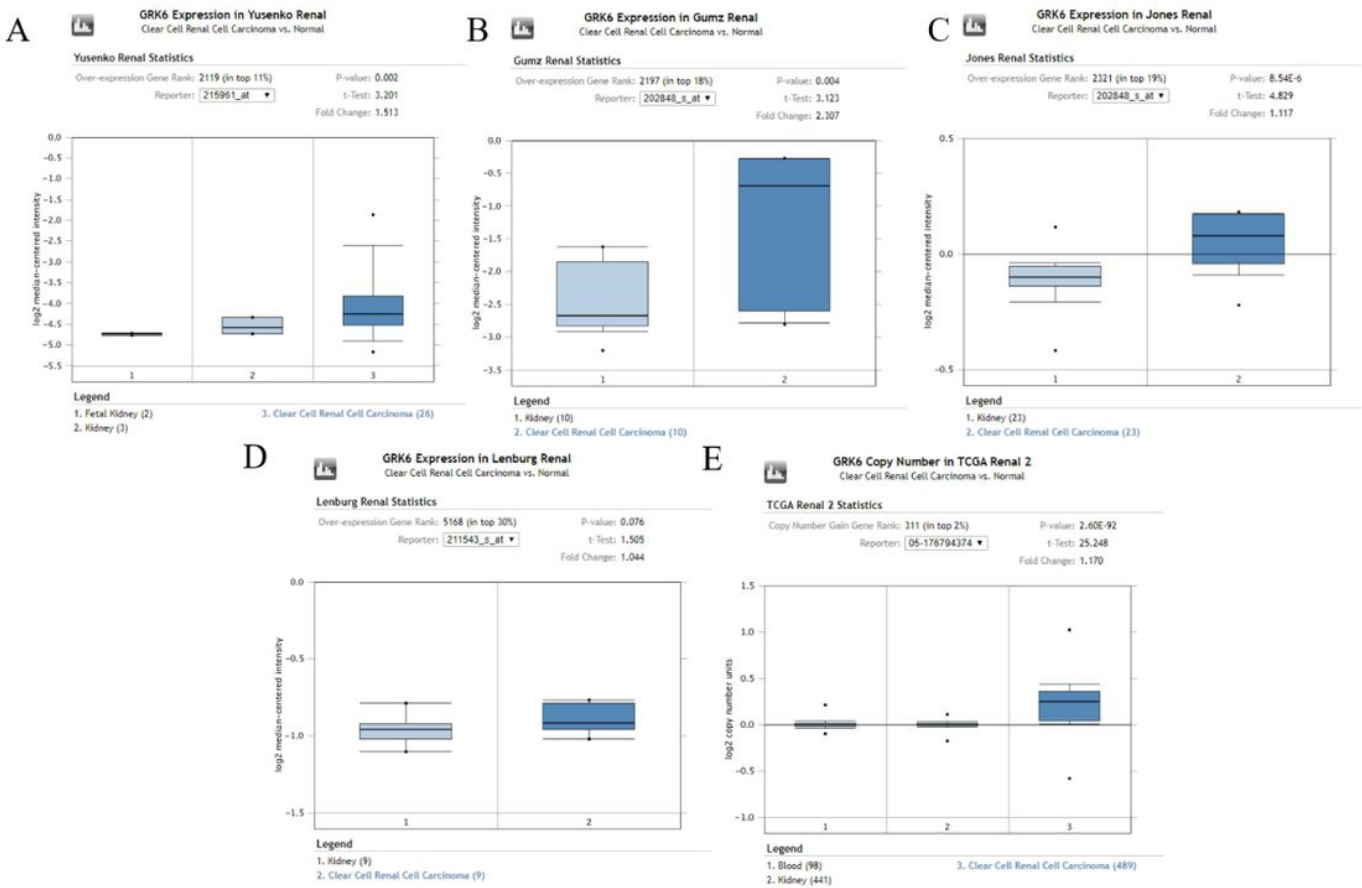 A
GRK6 Expression in Yusenko Renal
Clear Cell Renal Cell Carcinoma vs. Normal
Yusenko Renal Statistics
Over-expression Gene Rank: 2119 (in top 11%)
P-value: 0.002
Reporter: 215961_at ▼
t-Test: 3.201
Fold Change: 1.513
log2 median-centered intensity
0.0
-0.5
-1.0
-1.5
-2.0
-2.5
-3.0
-3.5
-4.0
-4.5
-5.0
-5.5
1 2 3
Legend
1. Fetal Kidney (2)
3. Clear Cell Renal Cell Carcinoma (26)
2. Kidney (3)
B
GRK6 Expression in Gumz Renal
Clear Cell Renal Cell Carcinoma vs. Normal
Gumz Renal Statistics
Over-expression Gene Rank: 2197 (in top 18%)
P-value: 0.004
Reporter: 202848_s_at ▼
t-Test: 3.123
Fold Change: 2.307
log2 median-centered intensity
0.0
-0.5
-1.0
-1.5
-2.0
-2.5
-3.0
-3.5
1 2
Legend
1. Kidney (10)
2. Clear Cell Renal Cell Carcinoma (10)
C
GRK6 Expression in Jones Renal
Clear Cell Renal Cell Carcinoma vs. Normal
Jones Renal Statistics
Over-expression Gene Rank: 2321 (in top 19%)
P-value: 8.54E-6
Reporter: 202848_s_at ▼
t-Test: 4.829
Fold Change: 1.117
log2 median-centered intensity
0.5
0.0
-0.5
1 2
Legend
1. Kidney (23)
2. Clear Cell Renal Cell Carcinoma (23)
D
GRK6 Expression in Lenburg Renal
Clear Cell Renal Cell Carcinoma vs. Normal
Lenburg Renal Statistics
Over-expression Gene Rank: 5168 (in top 30%)
P-value: 0.076
Reporter: 211543_s_at ▼
t-Test: 1.505
Fold Change: 1.044
log2 median-centered intensity
0.0
-0.5
-1.0
-1.5
1 2
Legend
1. Kidney (9)
2. Clear Cell Renal Cell Carcinoma (9)
E
GRK6 Copy Number in TCGA Renal 2
Clear Cell Renal Cell Carcinoma vs. Normal
TCGA Renal 2 Statistics
Copy Number Gain Gene Rank: 311 (in top 2%)
P-value: 2.60E-92
Reporter: 05-176794374 ▼
t-Test: 25.248
Fold Change: 1.170
log2 copy number units
1.5
1.0
0.5
0.0
-0.5
-1.0
1 2 3
Legend
1. Blood (98)
3. Clear Cell Renal Cell Carcinoma (489)
2. Kidney (441)